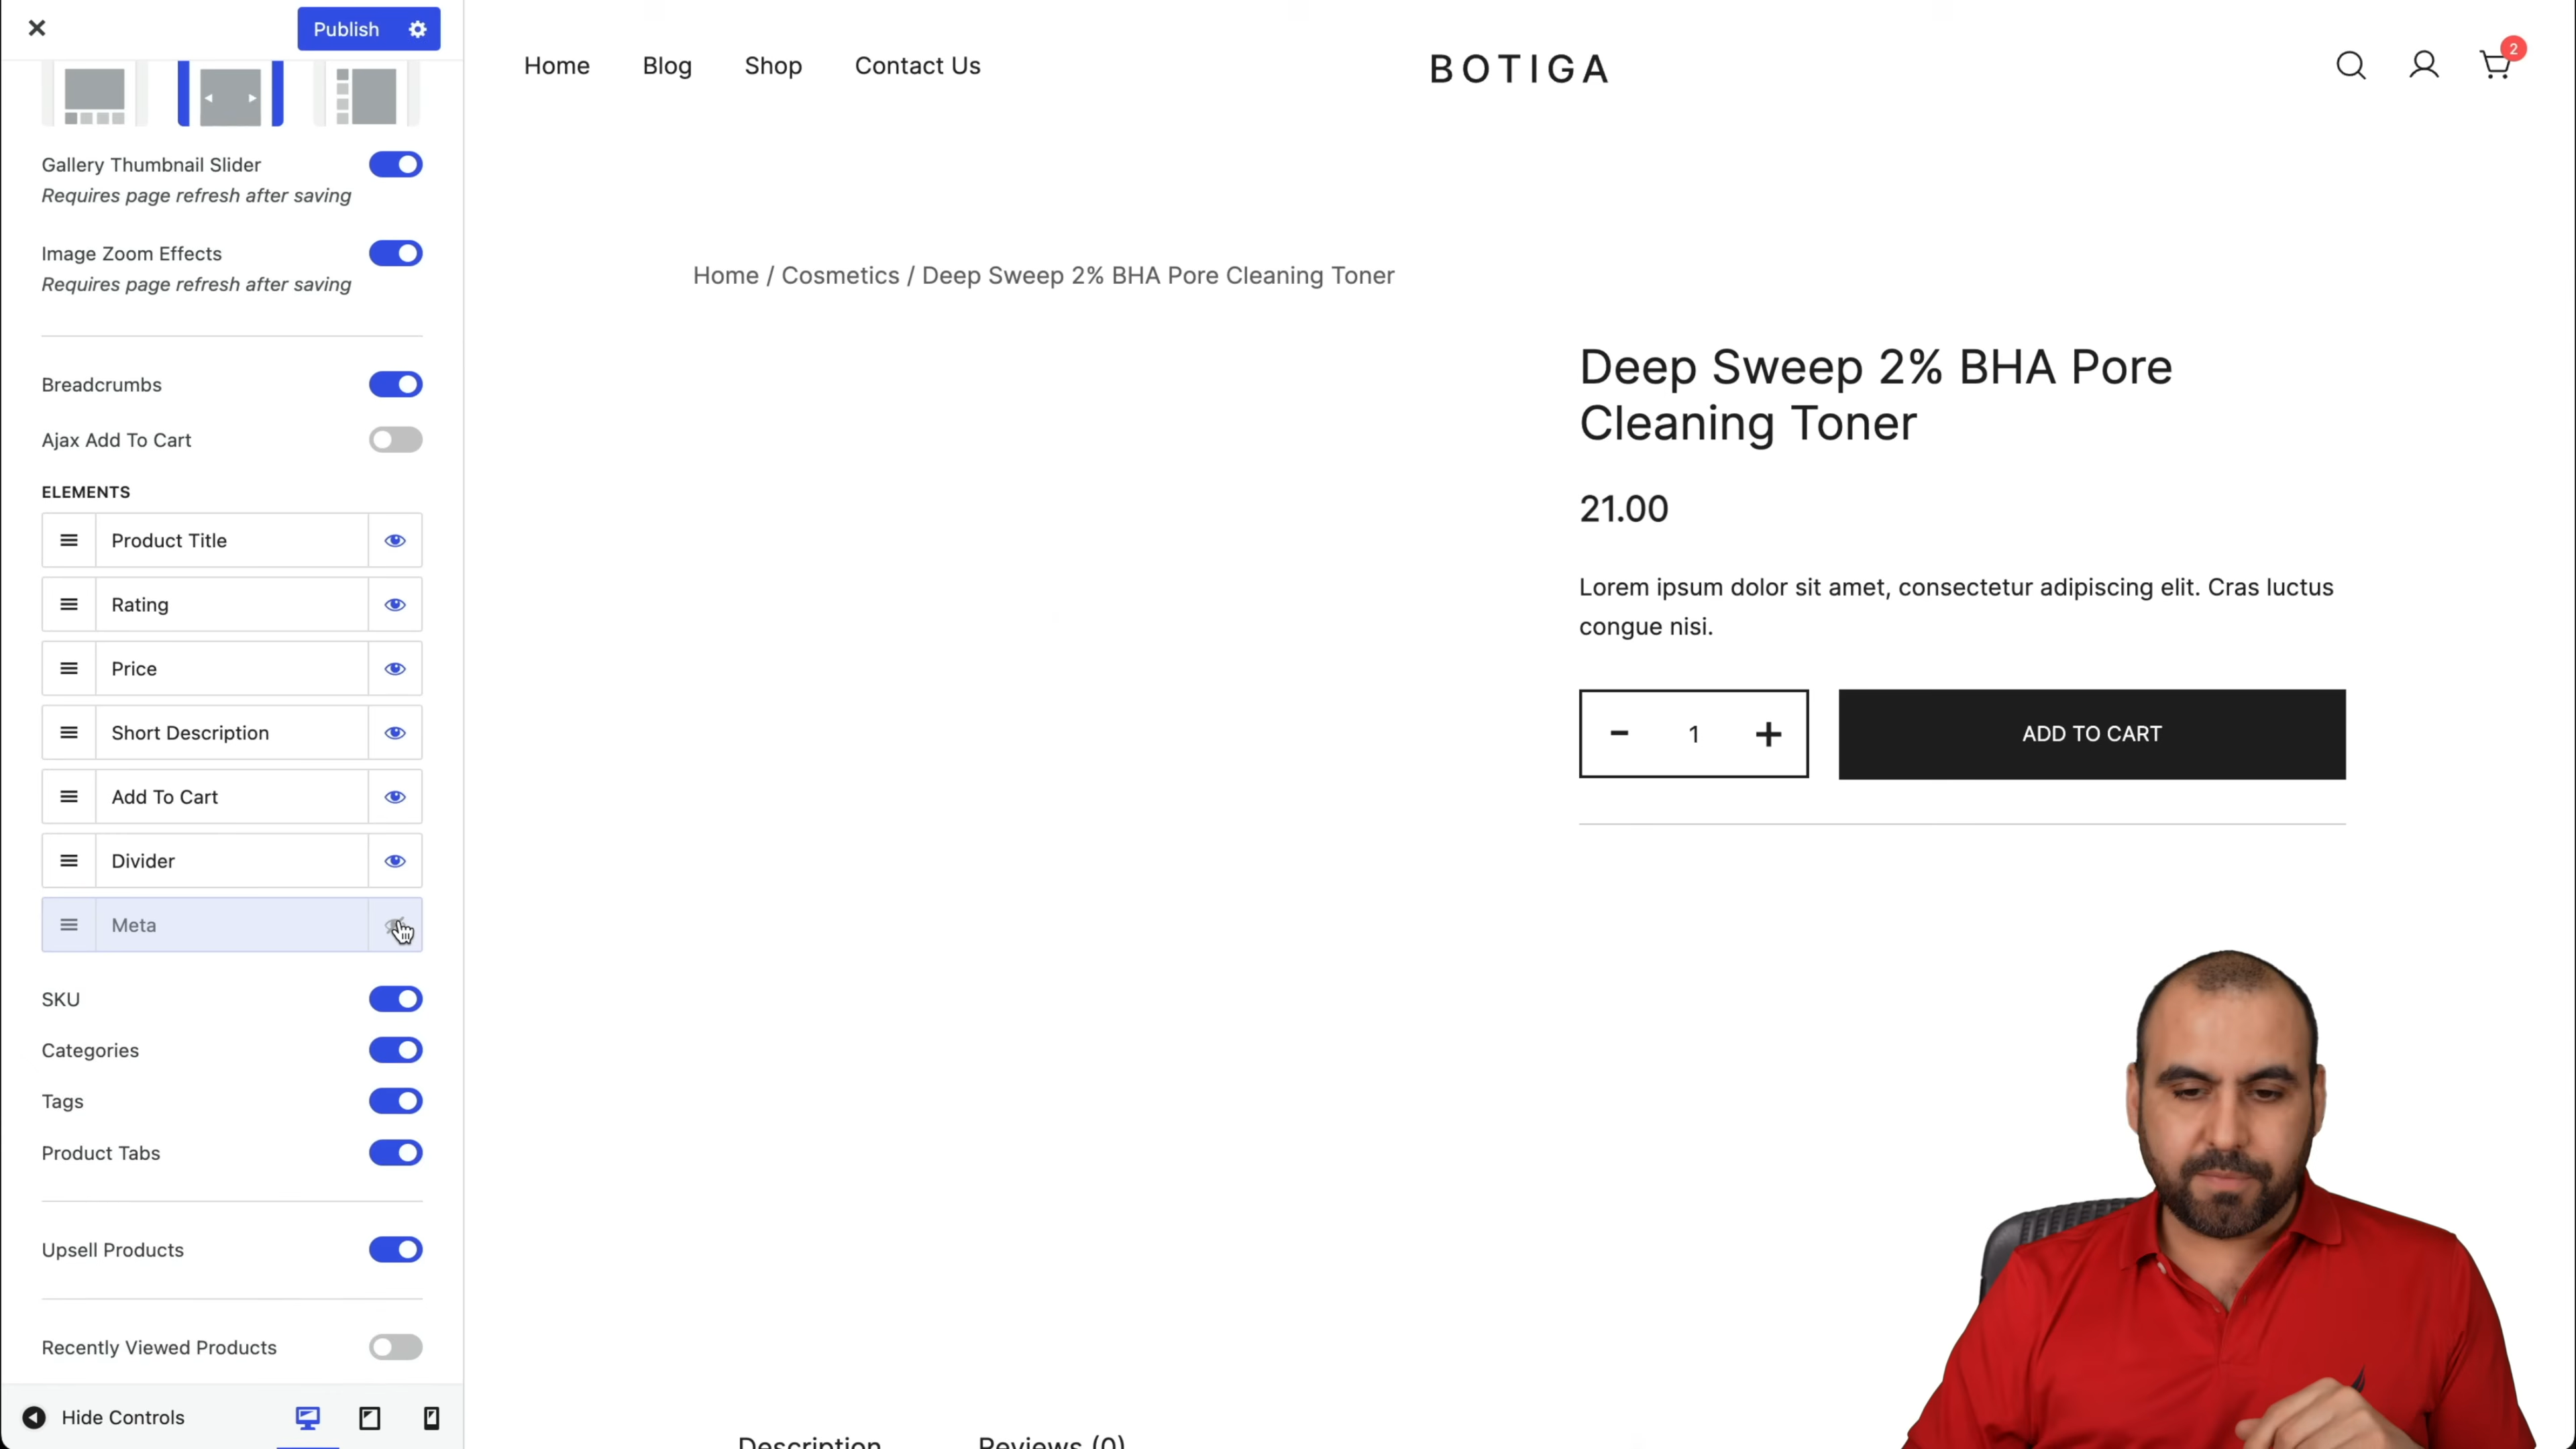 Publish
Gallery Thumbnail Slider
Requires page refresh after saving
Image Zoom Effects
Requires page refresh after saving
Breadcrumbs
Ajax Add To Cart
ELEMENTS
Product Title
Rating
Price
Short Description
Add To Cart
Divider
Meta
SKU
Categories
Tags
Product Tabs
Upsell Products
Recently Viewed Products
Hide Controls
Home
Blog
Shop
Contact Us
BOTIGA
2
Home / Cosmetics / Deep Sweep 2% BHA Pore Cleaning Toner
Deep Sweep 2% BHA Pore
Cleaning Toner
21.00
Lorem ipsum dolor sit amet, consectetur adipiscing elit. Cras luctus
congue nisi.
- 1 +
ADD TO CART
Description
Reviews (0)